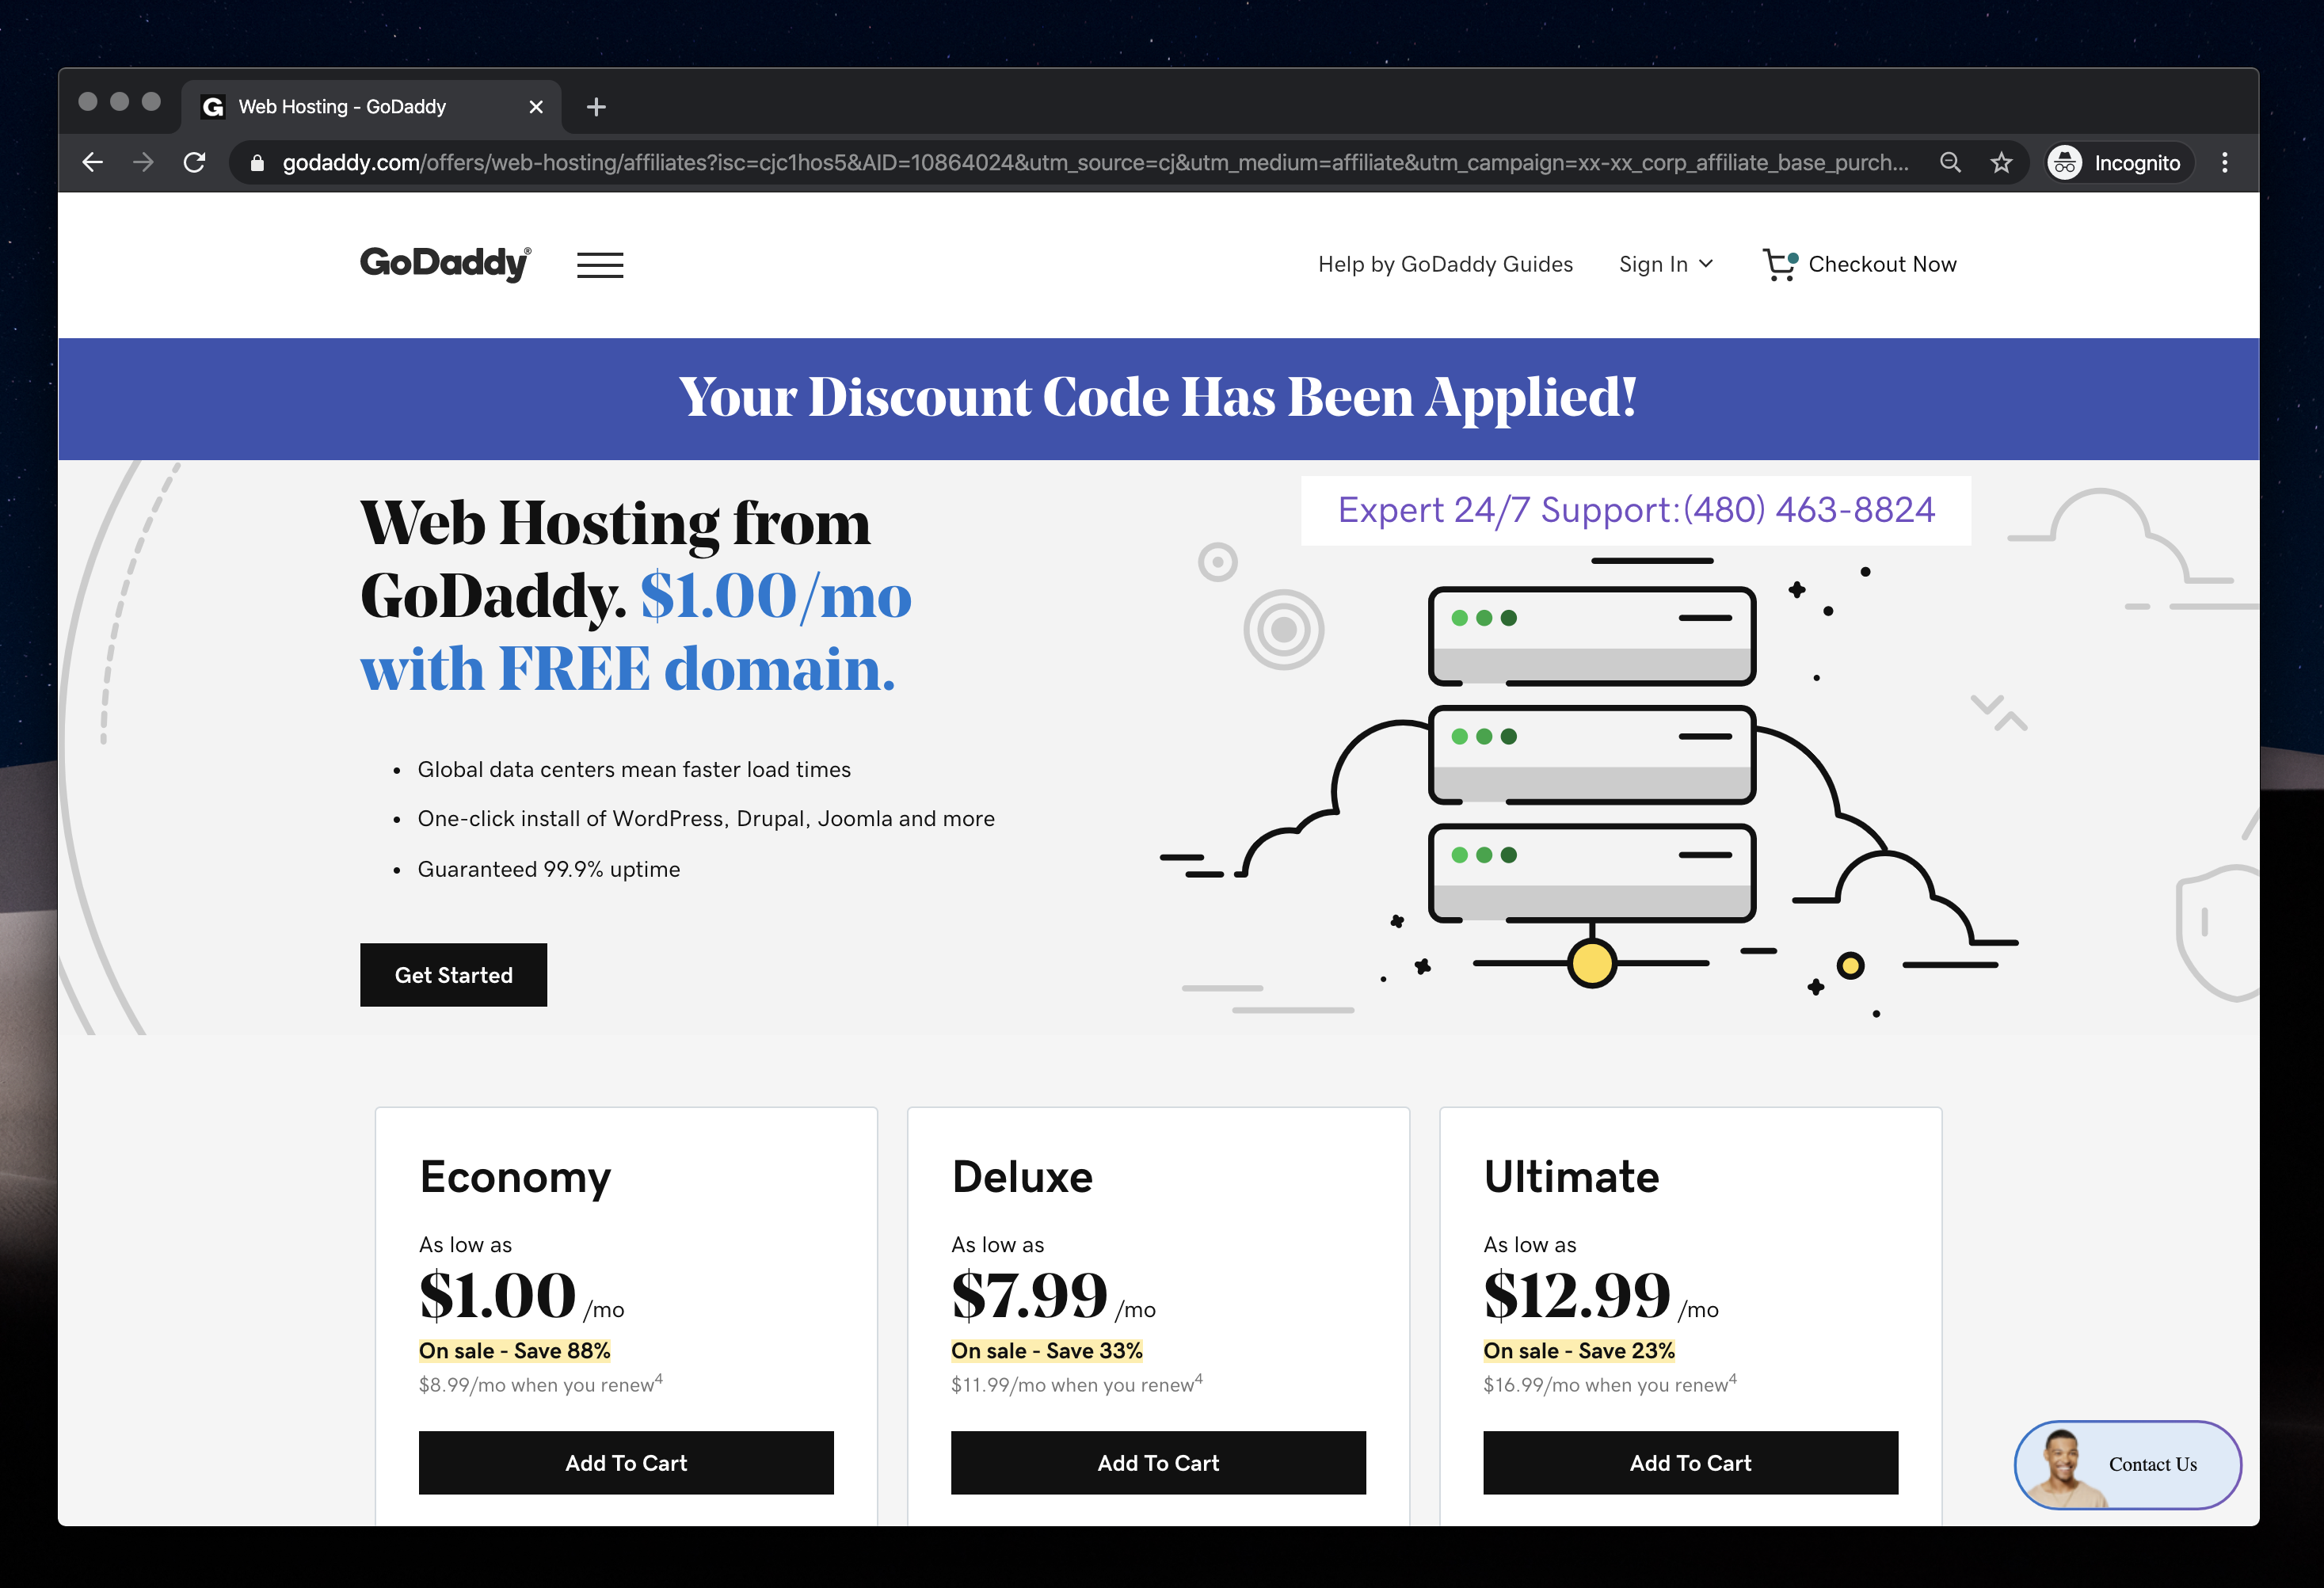 Web Hosting - GoDaddy
godaddy.com/offers/web-hosting/affiliates?isc=cjc1hos5&AID=10864024&utm_source=cj&utm_medium=affiliate&utm_campaign=xx-xx_corp_affiliate_base_purch...
Incognito
GoDaddy®
Help by GoDaddy Guides
Sign In
Checkout Now
Your Discount Code Has Been Applied!
Web Hosting from
GoDaddy. $1.00/mo
with FREE domain.
Expert 24/7 Support:(480) 463-8824
• Global data centers mean faster load times
• One-click install of WordPress, Drupal, Joomla and more
• Guaranteed 99.9% uptime
Get Started
Economy
As low as
$1.00 /mo
On sale - Save 88%
$8.99/mo when you renew4
Add To Cart
Deluxe
As low as
$7.99 /mo
On sale - Save 33%
$11.99/mo when you renew4
Add To Cart
Ultimate
As low as
$12.99 /mo
On sale - Save 23%
$16.99/mo when you renew4
Add To Cart
Contact Us